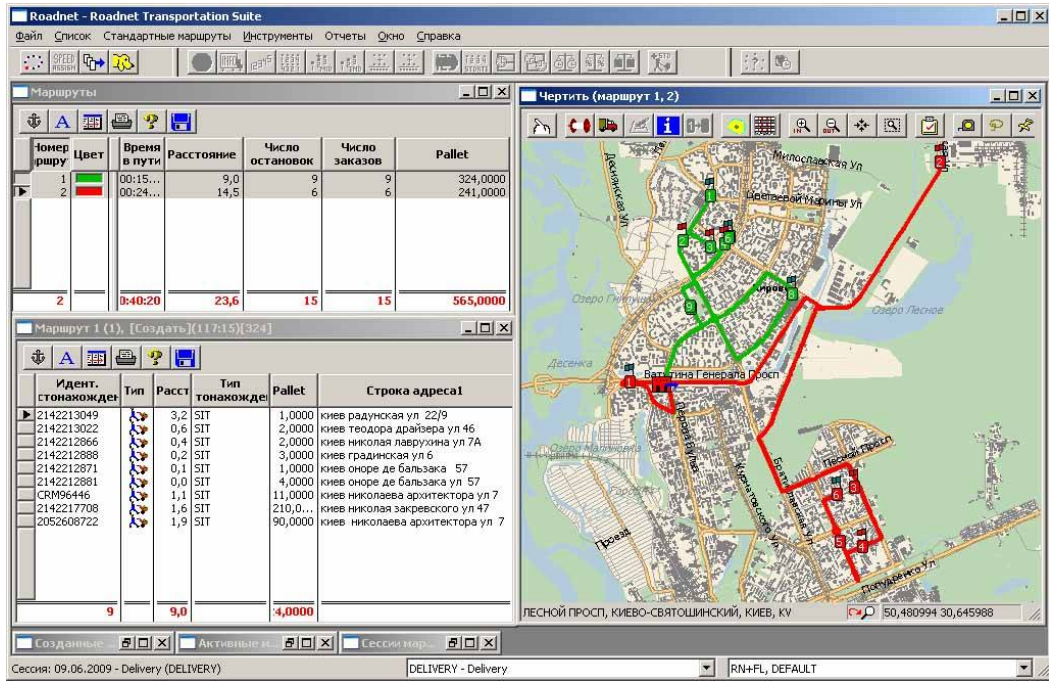 Roadnet - Roadnet Transportation Suite
Файл Список Стандартные маршруты Инструменты Отчеты Окно Справка
Маршруты
Номер аршру Цвет Время в пути Расстояние Число остановок Число заказов Pallet
1 00:15... 9,0 9 9 324,0000
2 00:24... 14,5 6 6 241,0000
2 0:40:20 23,6 15 15 565,0000
Маршрут 1 (1), [Создать](117:15)[324]
Идент. стонахожден Тип Расст Тип тонахожде Pallet Строка адреса1
2142213049 3,2 SIT 1,0000 киев радунская ул 22/9
2142213022 0,6 SIT 2,0000 киев теодора драйзера ул 46
2142212866 0,4 SIT 2,0000 киев николая лаврухина ул 7А
2142212888 0,2 SIT 3,0000 киев градинская ул 6
2142212871 0,1 SIT 1,0000 киев оноре де бальзака 57
2142212881 0,0 SIT 4,0000 киев оноре де бальзака ул 57
CRM96446 1,1 SIT 11,0000 киев николаева архитектора ул 7
2142217708 1,6 SIT 210,0... киев николая закревского ул 47
2052608722 1,9 SIT 90,0000 киев николаева архитектора ул 7
9 9,0 4,0000
Чертить (маршрут 1, 2)
Милославская Ул
Деснянская Ул
Цветаевой Марины Ул
Озеро Лесное
Десенка
Ватутина Генерала Просп
Озеро Малиновка
Братиславская Ул
Лесной Просп
Проезд
Попудренко Ул
ЛЕСНОЙ ПРОСП, КИЕВО-СВЯТОШИНСКИЙ, КИЕВ, KV
50,480994 30,645988
Созданные ... Активные м... Сессии мар...
Сессия: 09.06.2009 - Delivery (DELIVERY) DELIVERY - Delivery RN+FL, DEFAULT